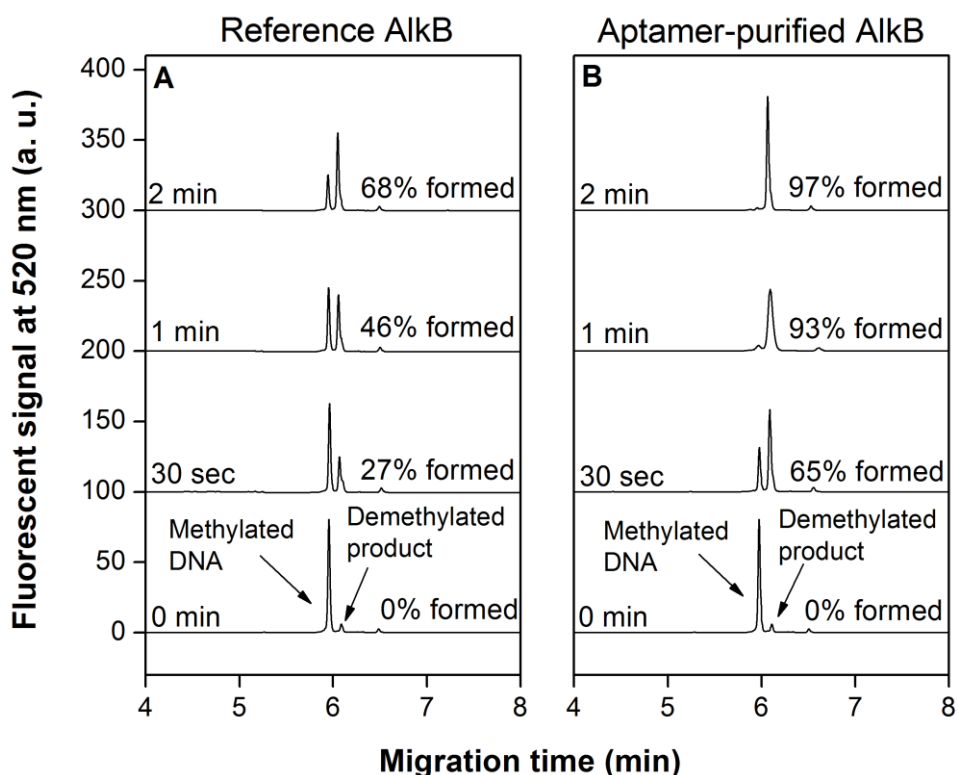 Reference AlkB
Aptamer-purified AlkB
Fluorescent signal at 520 nm (a. u.)
400
350
300
250
200
150
100
50
0
A
2 min
68% formed
1 min
46% formed
30 sec
27% formed
Methylated
DNA
Demethylated
product
0 min
0% formed
4
5
6
7
8
B
2 min
97% formed
1 min
93% formed
30 sec
65% formed
Methylated
DNA
Demethylated
product
0 min
0% formed
4
5
6
7
8
Migration time (min)